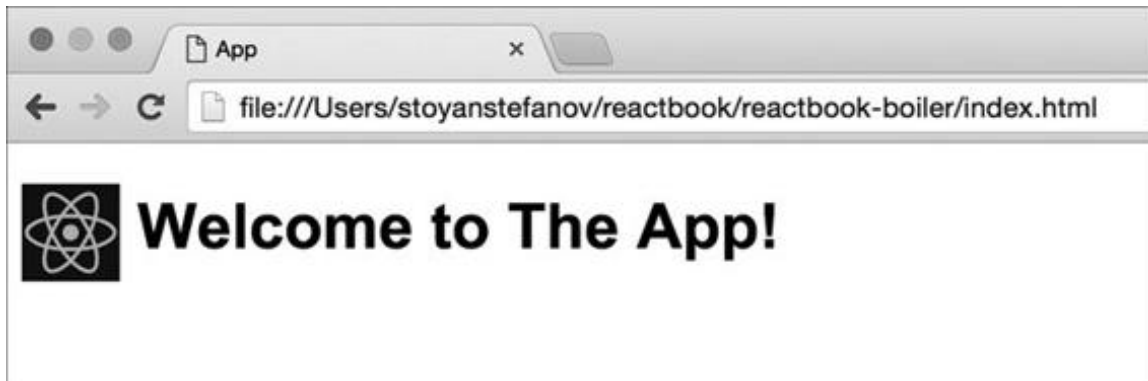 App
file:///Users/stoyanstefanov/reactbook/reactbook-boiler/index.html
Welcome to The App!